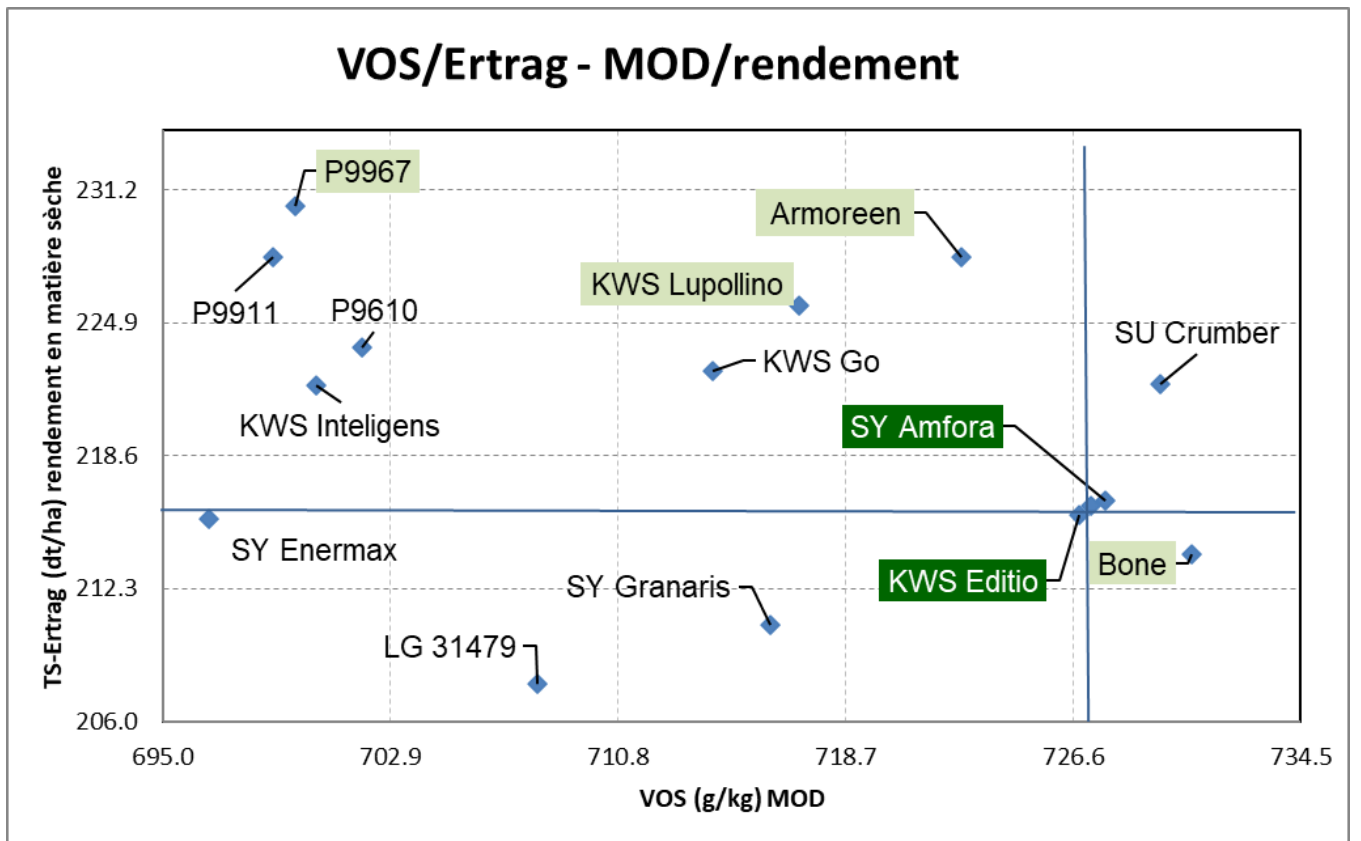 VOS/Ertrag - MOD/rendement
TS-Ertrag (dt/ha) rendement en matière sèche
231.2
224.9
218.6
212.3
206.0
P9967
Armoreen
KWS Lupollino
P9911
P9610
KWS Go
SU Crumber
KWS Inteligens
SY Amfora
SY Enermax
KWS Editio
Bone
SY Granaris
LG 31479
695.0 702.9 710.8 718.7 726.6 734.5
VOS (g/kg) MOD